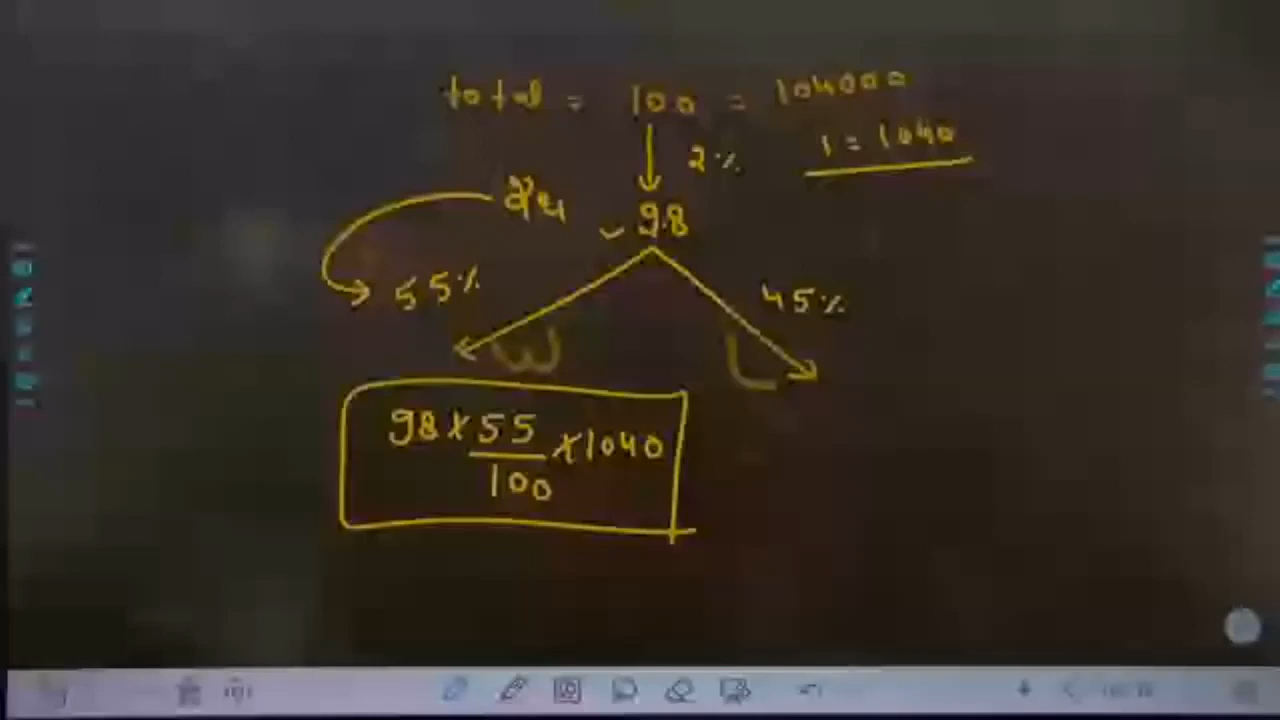 total = 100 = 104000
1 = 1040
2%
वैध
98
55%
45%
W
L
98 × 55/100 × 1040